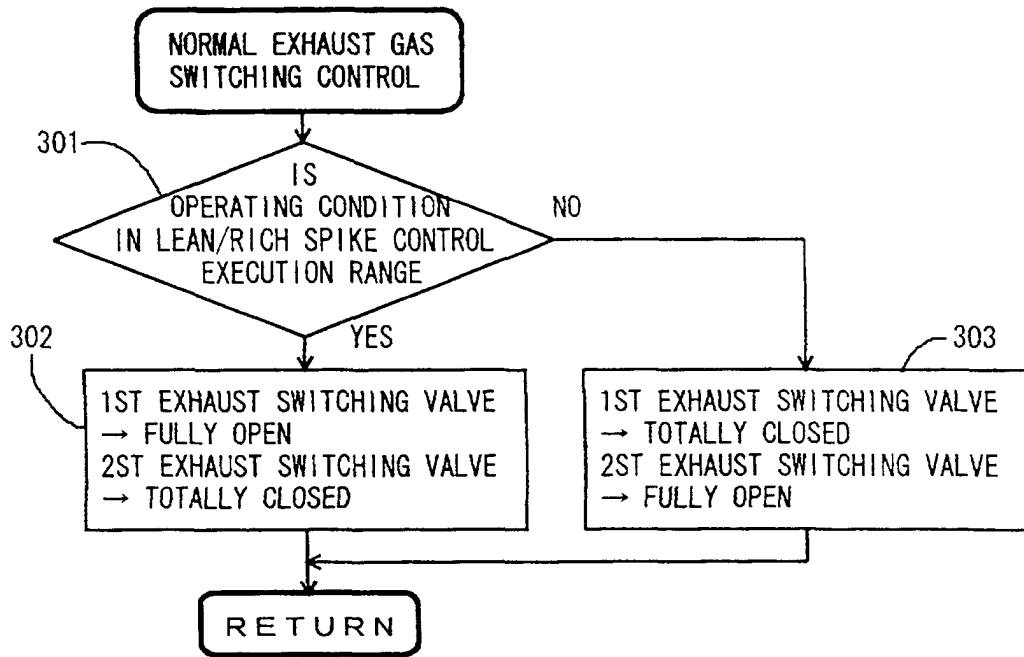 NORMAL EXHAUST GAS
SWITCHING CONTROL
301
IS
OPERATING CONDITION
IN LEAN/RICH SPIKE CONTROL
EXECUTION RANGE
NO
YES
302
1ST EXHAUST SWITCHING VALVE
→ FULLY OPEN
2ST EXHAUST SWITCHING VALVE
→ TOTALLY CLOSED
303
1ST EXHAUST SWITCHING VALVE
→ TOTALLY CLOSED
2ST EXHAUST SWITCHING VALVE
→ FULLY OPEN
RETURN